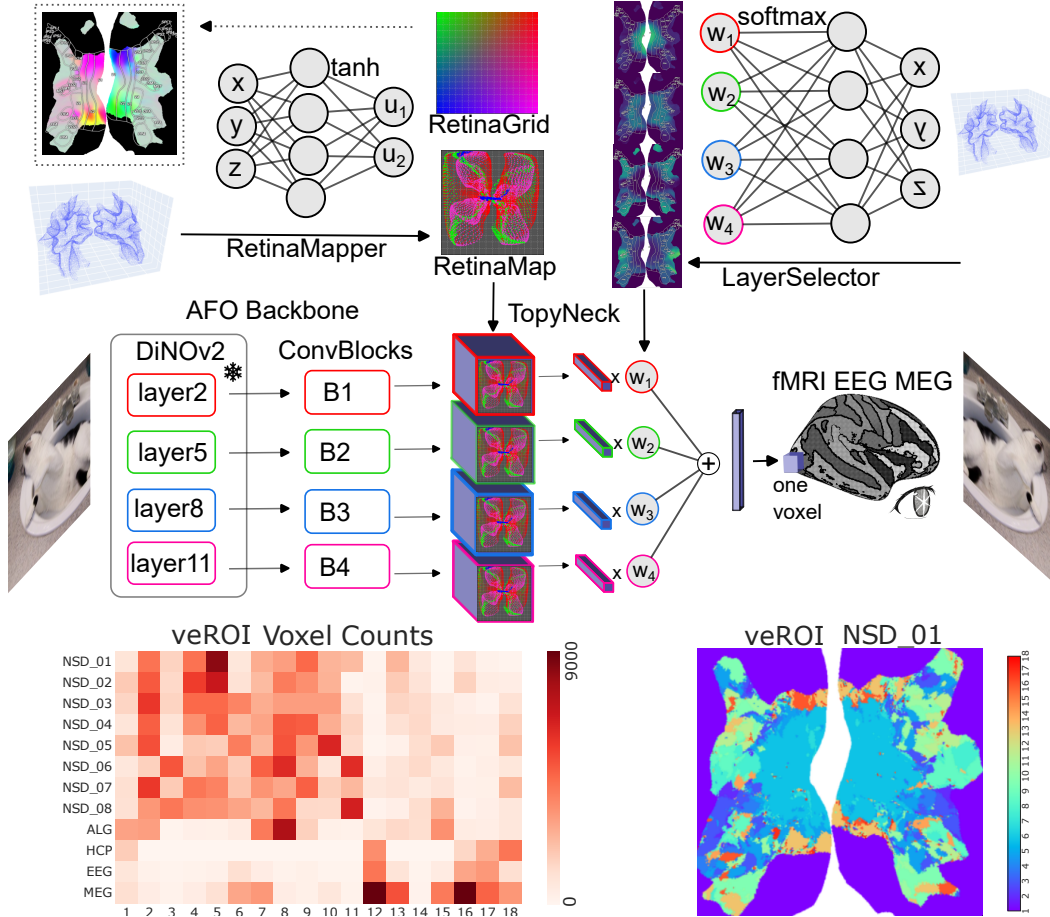 softmax
tanh
x
y
z
u1
u2
RetinaGrid
w1
w2
w3
w4
x
y
z
RetinaMapper
RetinaMap
LayerSelector
AFO Backbone
TopyNeck
DiNOv2
ConvBlocks
fMRI EEG MEG
layer2
B1
x w1
layer5
B2
x w2
+
one
voxel
layer8
B3
x w3
layer11
B4
x w4
veROI Voxel Counts
NSD_01
NSD_02
NSD_03
NSD_04
NSD_05
NSD_06
NSD_07
NSD_08
ALG
HCP
EEG
MEG
1 2 3 4 5 6 7 8 9 10 11 12 13 14 15 16 17 18
9000
0
veROI NSD_01
1 2 3 4 5 6 7 8 9 10 11 12 13 14 15 16 17 18